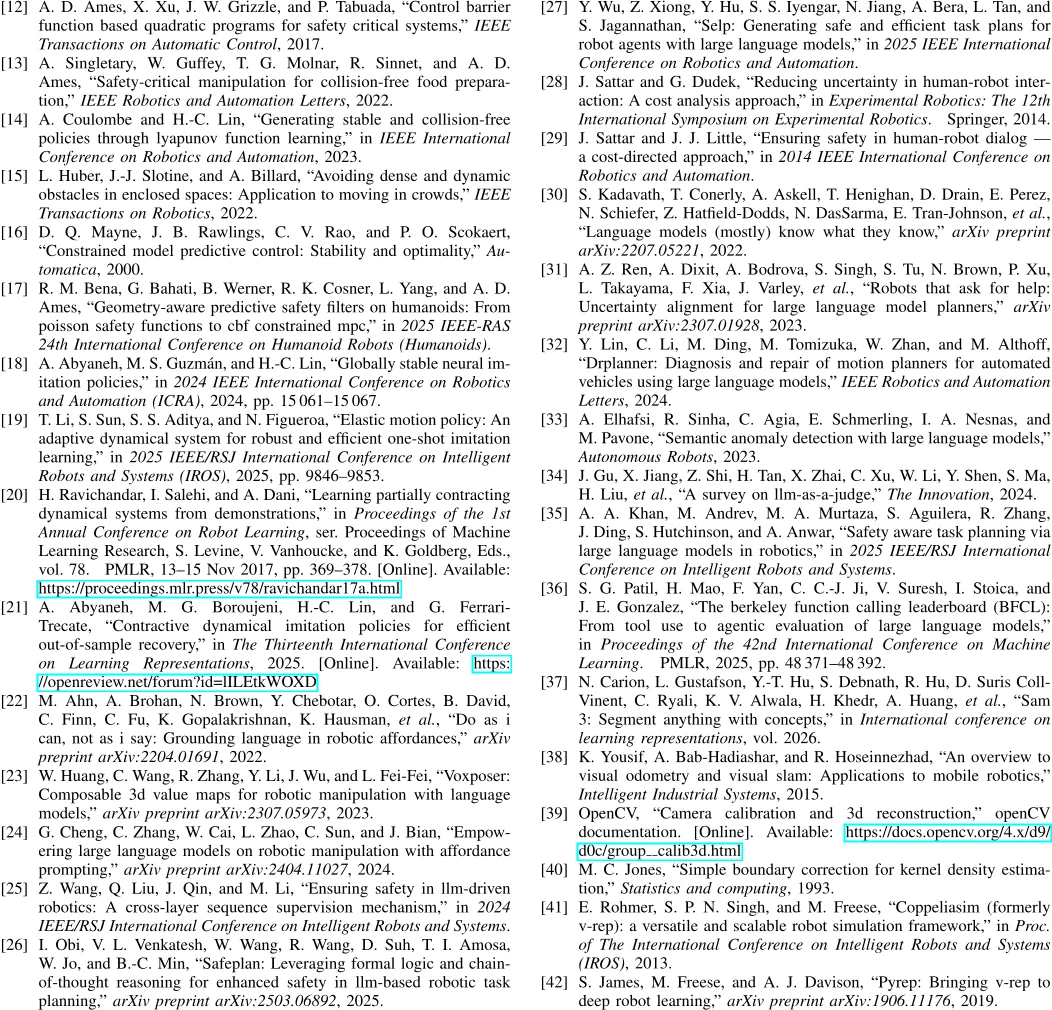 [12] A. D. Ames, X. Xu, J. W. Grizzle, and P. Tabuada, “Control barrier
function based quadratic programs for safety critical systems,” IEEE
Transactions on Automatic Control, 2017.
[13] A. Singletary, W. Guffey, T. G. Molnar, R. Sinnet, and A. D.
Ames, “Safety-critical manipulation for collision-free food prepara-
tion,” IEEE Robotics and Automation Letters, 2022.
[14] A. Coulombe and H.-C. Lin, “Generating stable and collision-free
policies through lyapunov function learning,” in IEEE International
Conference on Robotics and Automation, 2023.
[15] L. Huber, J.-J. Slotine, and A. Billard, “Avoiding dense and dynamic
obstacles in enclosed spaces: Application to moving in crowds,” IEEE
Transactions on Robotics, 2022.
[16] D. Q. Mayne, J. B. Rawlings, C. V. Rao, and P. O. Scokaert,
“Constrained model predictive control: Stability and optimality,” Au-
tomatica, 2000.
[17] R. M. Bena, G. Bahati, B. Werner, R. K. Cosner, L. Yang, and A. D.
Ames, “Geometry-aware predictive safety filters on humanoids: From
poisson safety functions to cbf constrained mpc,” in 2025 IEEE-RAS
24th International Conference on Humanoid Robots (Humanoids).
[18] A. Abyaneh, M. S. Guzmán, and H.-C. Lin, “Globally stable neural im-
itation policies,” in 2024 IEEE International Conference on Robotics
and Automation (ICRA), 2024, pp. 15 061–15 067.
[19] T. Li, S. Sun, S. S. Aditya, and N. Figueroa, “Elastic motion policy: An
adaptive dynamical system for robust and efficient one-shot imitation
learning,” in 2025 IEEE/RSJ International Conference on Intelligent
Robots and Systems (IROS), 2025, pp. 9846–9853.
[20] H. Ravichandar, I. Salehi, and A. Dani, “Learning partially contracting
dynamical systems from demonstrations,” in Proceedings of the 1st
Annual Conference on Robot Learning, ser. Proceedings of Machine
Learning Research, S. Levine, V. Vanhoucke, and K. Goldberg, Eds.,
vol. 78. PMLR, 13–15 Nov 2017, pp. 369–378. [Online]. Available:
https://proceedings.mlr.press/v78/ravichandar17a.html
[21] A. Abyaneh, M. G. Boroujeni, H.-C. Lin, and G. Ferrari-
Trecate, “Contractive dynamical imitation policies for efficient
out-of-sample recovery,” in The Thirteenth International Conference
on Learning Representations, 2025. [Online]. Available: https:
//openreview.net/forum?id=lILEtkWOXD
[22] M. Ahn, A. Brohan, N. Brown, Y. Chebotar, O. Cortes, B. David,
C. Finn, C. Fu, K. Gopalakrishnan, K. Hausman, et al., “Do as i
can, not as i say: Grounding language in robotic affordances,” arXiv
preprint arXiv:2204.01691, 2022.
[23] W. Huang, C. Wang, R. Zhang, Y. Li, J. Wu, and L. Fei-Fei, “Voxposer:
Composable 3d value maps for robotic manipulation with language
models,” arXiv preprint arXiv:2307.05973, 2023.
[24] G. Cheng, C. Zhang, W. Cai, L. Zhao, C. Sun, and J. Bian, “Empow-
ering large language models on robotic manipulation with affordance
prompting,” arXiv preprint arXiv:2404.11027, 2024.
[25] Z. Wang, Q. Liu, J. Qin, and M. Li, “Ensuring safety in llm-driven
robotics: A cross-layer sequence supervision mechanism,” in 2024
IEEE/RSJ International Conference on Intelligent Robots and Systems.
[26] I. Obi, V. L. Venkatesh, W. Wang, R. Wang, D. Suh, T. I. Amosa,
W. Jo, and B.-C. Min, “Safeplan: Leveraging formal logic and chain-
of-thought reasoning for enhanced safety in llm-based robotic task
planning,” arXiv preprint arXiv:2503.06892, 2025.
[27] Y. Wu, Z. Xiong, Y. Hu, S. S. Iyengar, N. Jiang, A. Bera, L. Tan, and
S. Jagannathan, “Selp: Generating safe and efficient task plans for
robot agents with large language models,” in 2025 IEEE International
Conference on Robotics and Automation.
[28] J. Sattar and G. Dudek, “Reducing uncertainty in human-robot inter-
action: A cost analysis approach,” in Experimental Robotics: The 12th
International Symposium on Experimental Robotics. Springer, 2014.
[29] J. Sattar and J. J. Little, “Ensuring safety in human-robot dialog —
a cost-directed approach,” in 2014 IEEE International Conference on
Robotics and Automation.
[30] S. Kadavath, T. Conerly, A. Askell, T. Henighan, D. Drain, E. Perez,
N. Schiefer, Z. Hatfield-Dodds, N. DasSarma, E. Tran-Johnson, et al.,
“Language models (mostly) know what they know,” arXiv preprint
arXiv:2207.05221, 2022.
[31] A. Z. Ren, A. Dixit, A. Bodrova, S. Singh, S. Tu, N. Brown, P. Xu,
L. Takayama, F. Xia, J. Varley, et al., “Robots that ask for help:
Uncertainty alignment for large language model planners,” arXiv
preprint arXiv:2307.01928, 2023.
[32] Y. Lin, C. Li, M. Ding, M. Tomizuka, W. Zhan, and M. Althoff,
“Drplanner: Diagnosis and repair of motion planners for automated
vehicles using large language models,” IEEE Robotics and Automation
Letters, 2024.
[33] A. Elhafsi, R. Sinha, C. Agia, E. Schmerling, I. A. Nesnas, and
M. Pavone, “Semantic anomaly detection with large language models,”
Autonomous Robots, 2023.
[34] J. Gu, X. Jiang, Z. Shi, H. Tan, X. Zhai, C. Xu, W. Li, Y. Shen, S. Ma,
H. Liu, et al., “A survey on llm-as-a-judge,” The Innovation, 2024.
[35] A. A. Khan, M. Andrev, M. A. Murtaza, S. Aguilera, R. Zhang,
J. Ding, S. Hutchinson, and A. Anwar, “Safety aware task planning via
large language models in robotics,” in 2025 IEEE/RSJ International
Conference on Intelligent Robots and Systems.
[36] S. G. Patil, H. Mao, F. Yan, C. C.-J. Ji, V. Suresh, I. Stoica, and
J. E. Gonzalez, “The berkeley function calling leaderboard (BFCL):
From tool use to agentic evaluation of large language models,”
in Proceedings of the 42nd International Conference on Machine
Learning. PMLR, 2025, pp. 48 371–48 392.
[37] N. Carion, L. Gustafson, Y.-T. Hu, S. Debnath, R. Hu, D. Suris Coll-
Vinent, C. Ryali, K. V. Alwala, H. Khedr, A. Huang, et al., “Sam
3: Segment anything with concepts,” in International conference on
learning representations, vol. 2026.
[38] K. Yousif, A. Bab-Hadiashar, and R. Hoseinnezhad, “An overview to
visual odometry and visual slam: Applications to mobile robotics,”
Intelligent Industrial Systems, 2015.
[39] OpenCV, “Camera calibration and 3d reconstruction,” openCV
documentation. [Online]. Available: https://docs.opencv.org/4.x/d9/
d0c/group__calib3d.html
[40] M. C. Jones, “Simple boundary correction for kernel density estima-
tion,” Statistics and computing, 1993.
[41] E. Rohmer, S. P. N. Singh, and M. Freese, “Coppeliasim (formerly
v-rep): a versatile and scalable robot simulation framework,” in Proc.
of The International Conference on Intelligent Robots and Systems
(IROS), 2013.
[42] S. James, M. Freese, and A. J. Davison, “Pyrep: Bringing v-rep to
deep robot learning,” arXiv preprint arXiv:1906.11176, 2019.